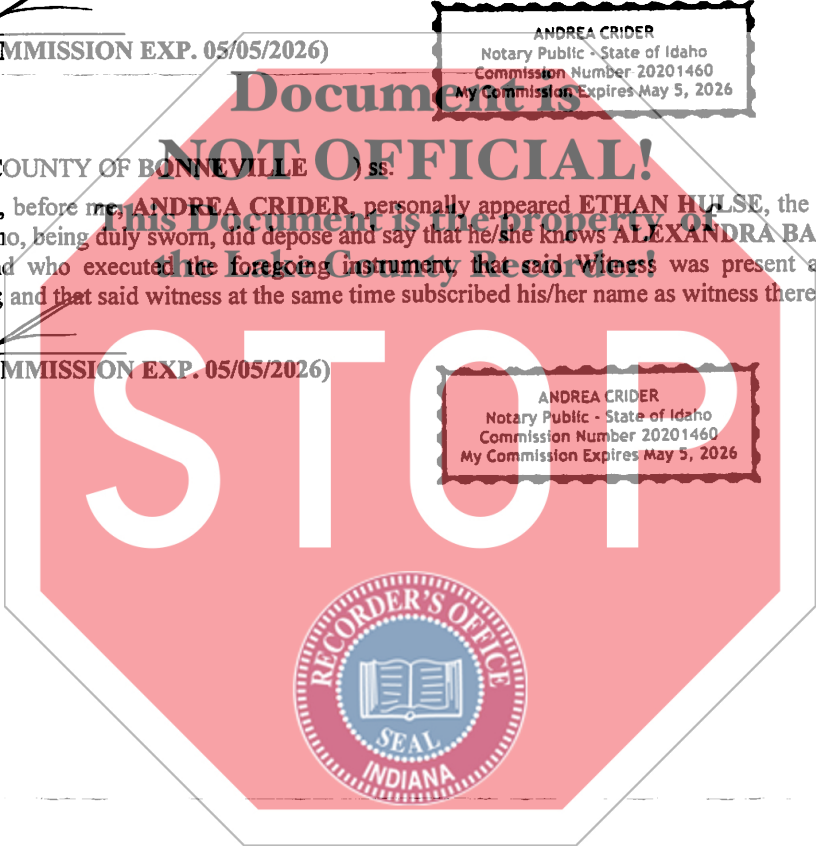 MMISSION EXP. 05/05/2026)
ANDREA CRIDER
Notary Public - State of Idaho
Commission Number 20201460
My Commission Expires May 5, 2026
Document is
NOT OFFICIAL!
This Document is the property of
the Lake County Recorder!
COUNTY OF BONNEVILLE ) ss.
, before me, ANDREA CRIDER, personally appeared ETHAN HULSE, the
o, being duly sworn, did depose and say that he/she knows ALEXANDRA BA
d who executed the foregoing instrument, that said Witness was present a
; and that said witness at the same time subscribed his/her name as witness there
MMISSION EXP. 05/05/2026)
ANDREA CRIDER
Notary Public - State of Idaho
Commission Number 20201460
My Commission Expires May 5, 2026
STOP
RECORDER'S OFFICE
SEAL
INDIANA